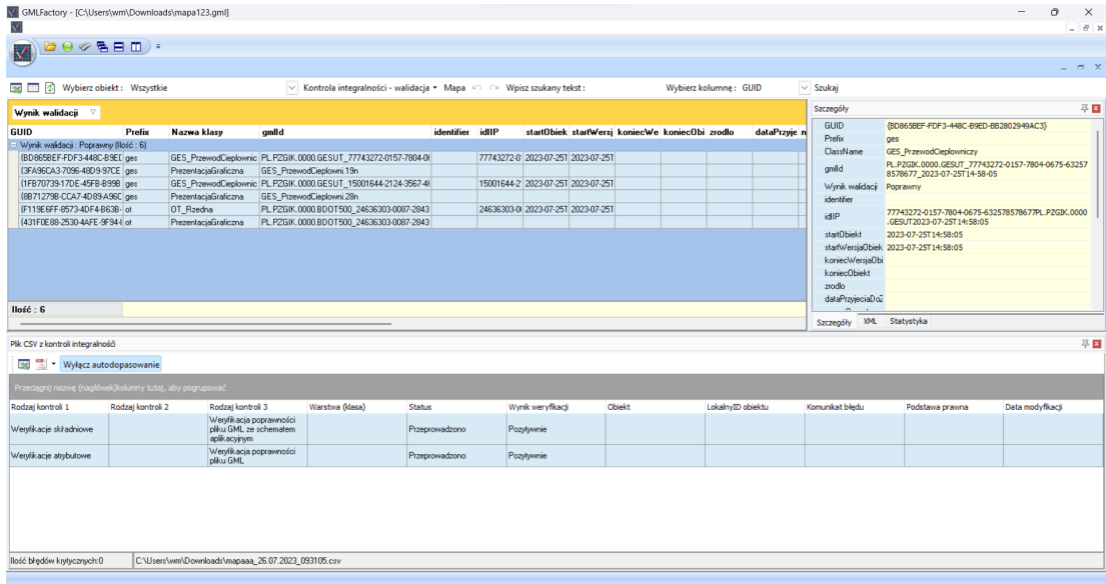 GMLFactory - [C:\Users\wm\Downloads\mapa123.gml]
Wybierz obiekt : Wszystkie Kontrola integralności - walidacja Mapa Wpisz szukany tekst : Wybierz kolumnę : GUID Szukaj
Wynik walidacji
GUID Prefix Nazwa klasy gmlId identifier idIIP startObiek startWersj koniecWe koniecObi zrodlo dataPrzyje n
Wynik walidacji : Poprawny (Ilość : 6)
{BD865BEF-FDF3-448C-B9ED ges GES_PrzewodCieplownic PL.PZGIK.0000.GESUT_77743272-0157-7804-06 77743272-0 2023-07-25T 2023-07-25T
{3FA96CA3-7096-48D9-97CE ges PrezentacjaGraficzna GES_PrzewodCieplowni.19n
{1FB70739-17DE-45FB-B99B ges GES_PrzewodCieplownic PL.PZGIK.0000.GESUT_15001644-2124-3567-4 15001644-2 2023-07-25T 2023-07-25T
{8B71279B-CCA7-4D89-A96C ges PrezentacjaGraficzna GES_PrzewodCieplowni.28n
{F119E6FF-8573-4DF4-B63B- ot OT_Rzedna PL.PZGIK.0000.BDOT500_24636303-0087-2843 24636303-0 2023-07-25T 2023-07-25T
{431F0E88-2530-4AFE-9F94- ot PrezentacjaGraficzna PL.PZGIK.0000.BDOT500_24636303-0087-2843
Ilość : 6
Szczegóły
GUID {BD865BEF-FDF3-448C-B9ED-BB2802949AC3}
Prefix ges
ClassName GES_PrzewodCieplowniczy
gmlId PL.PZGIK.0000.GESUT_77743272-0157-7804-0675-63257
8578677_2023-07-25T14-58-05
Wynik walidacji Poprawny
identifier
idIIP 77743272-0157-7804-0675-632578578677PL.PZGIK.0000
.GESUT2023-07-25T14:58:05
startObiekt 2023-07-25T14:58:05
startWersjaObiek 2023-07-25T14:58:05
koniecWersjaObi
koniecObiekt
zrodlo
dataPrzyjeciaDoZ
Szczegóły XML Statystyka
Plik CSV z kontroli integralności
Wyłącz autodopasowanie
Przeciągnij nazwę (nagłówek)kolumny tutaj, aby pogrupować
Rodzaj kontroli 1 Rodzaj kontroli 2 Rodzaj kontroli 3 Warstwa (klasa) Status Wynik weryfikacji Obiekt LokalnyID obiektu Komunikat błędu Podstawa prawna Data modyfikacji
Weryfikacje składniowe Weryfikacja poprawności
pliku GML ze schematem
aplikacyjnym Przeprowadzono Pozytywnie
Weryfikacje atrybutowe Weryfikacja poprawności
pliku GML Przeprowadzono Pozytywnie
Ilość błędów krytycznych:0 C:\Users\wm\Downloads\mapaaa_26.07.2023_093105.csv